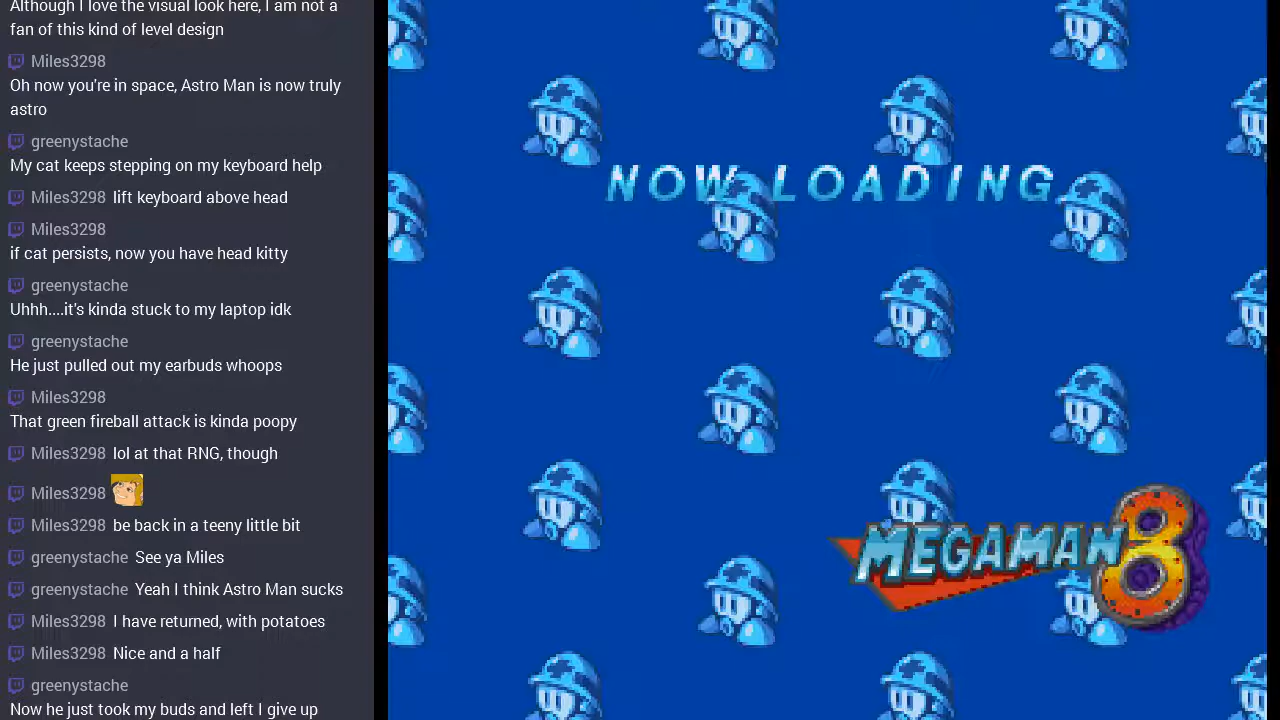 Although I love the visual look here, I am not a
fan of this kind of level design
Miles3298
Oh now you're in space, Astro Man is now truly
astro
greenystache
My cat keeps stepping on my keyboard help
Miles3298 lift keyboard above head
Miles3298
if cat persists, now you have head kitty
greenystache
Uhhh....it's kinda stuck to my laptop idk
greenystache
He just pulled out my earbuds whoops
Miles3298
That green fireball attack is kinda poopy
Miles3298 lol at that RNG, though
Miles3298
Miles3298 be back in a teeny little bit
greenystache See ya Miles
greenystache Yeah I think Astro Man sucks
Miles3298 I have returned, with potatoes
Miles3298 Nice and a half
greenystache
Now he just took my buds and left I give up
NOW LOADING
MEGAMAN 8